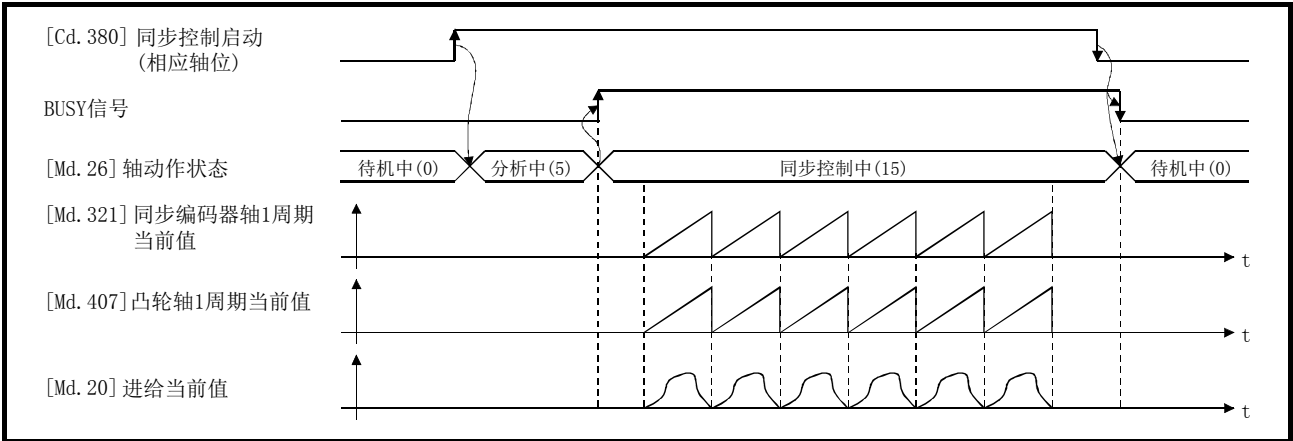 [Cd.380] 同步控制启动
(相应轴位)
BUSY信号
[Md.26] 轴动作状态
待机中(0)
分析中(5)
同步控制中(15)
待机中(0)
[Md.321] 同步编码器轴1周期
当前值
t
[Md.407]凸轮轴1周期当前值
t
[Md.20] 进给当前值
t